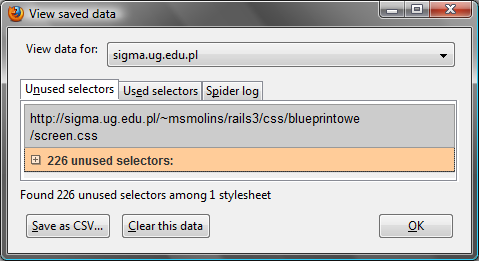 View saved data
View data for: sigma.ug.edu.pl
Unused selectors Used selectors Spider log
http://sigma.ug.edu.pl/~msmolins/rails3/css/blueprintowe
/screen.css
226 unused selectors:
Found 226 unused selectors among 1 stylesheet
Save as CSV... Clear this data OK